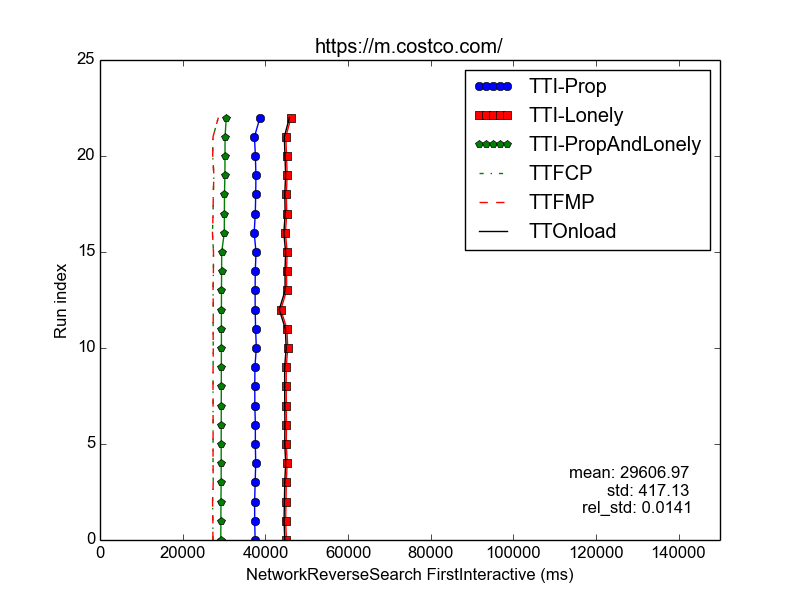 https://m.costco.com/
25
20
15
10
5
0
Run index
TTI-Prop
TTI-Lonely
TTI-PropAndLonely
TTFCP
TTFMP
TTOnload
mean: 29606.97
std: 417.13
rel_std: 0.0141
0 20000 40000 60000 80000 100000 120000 140000
NetworkReverseSearch FirstInteractive (ms)